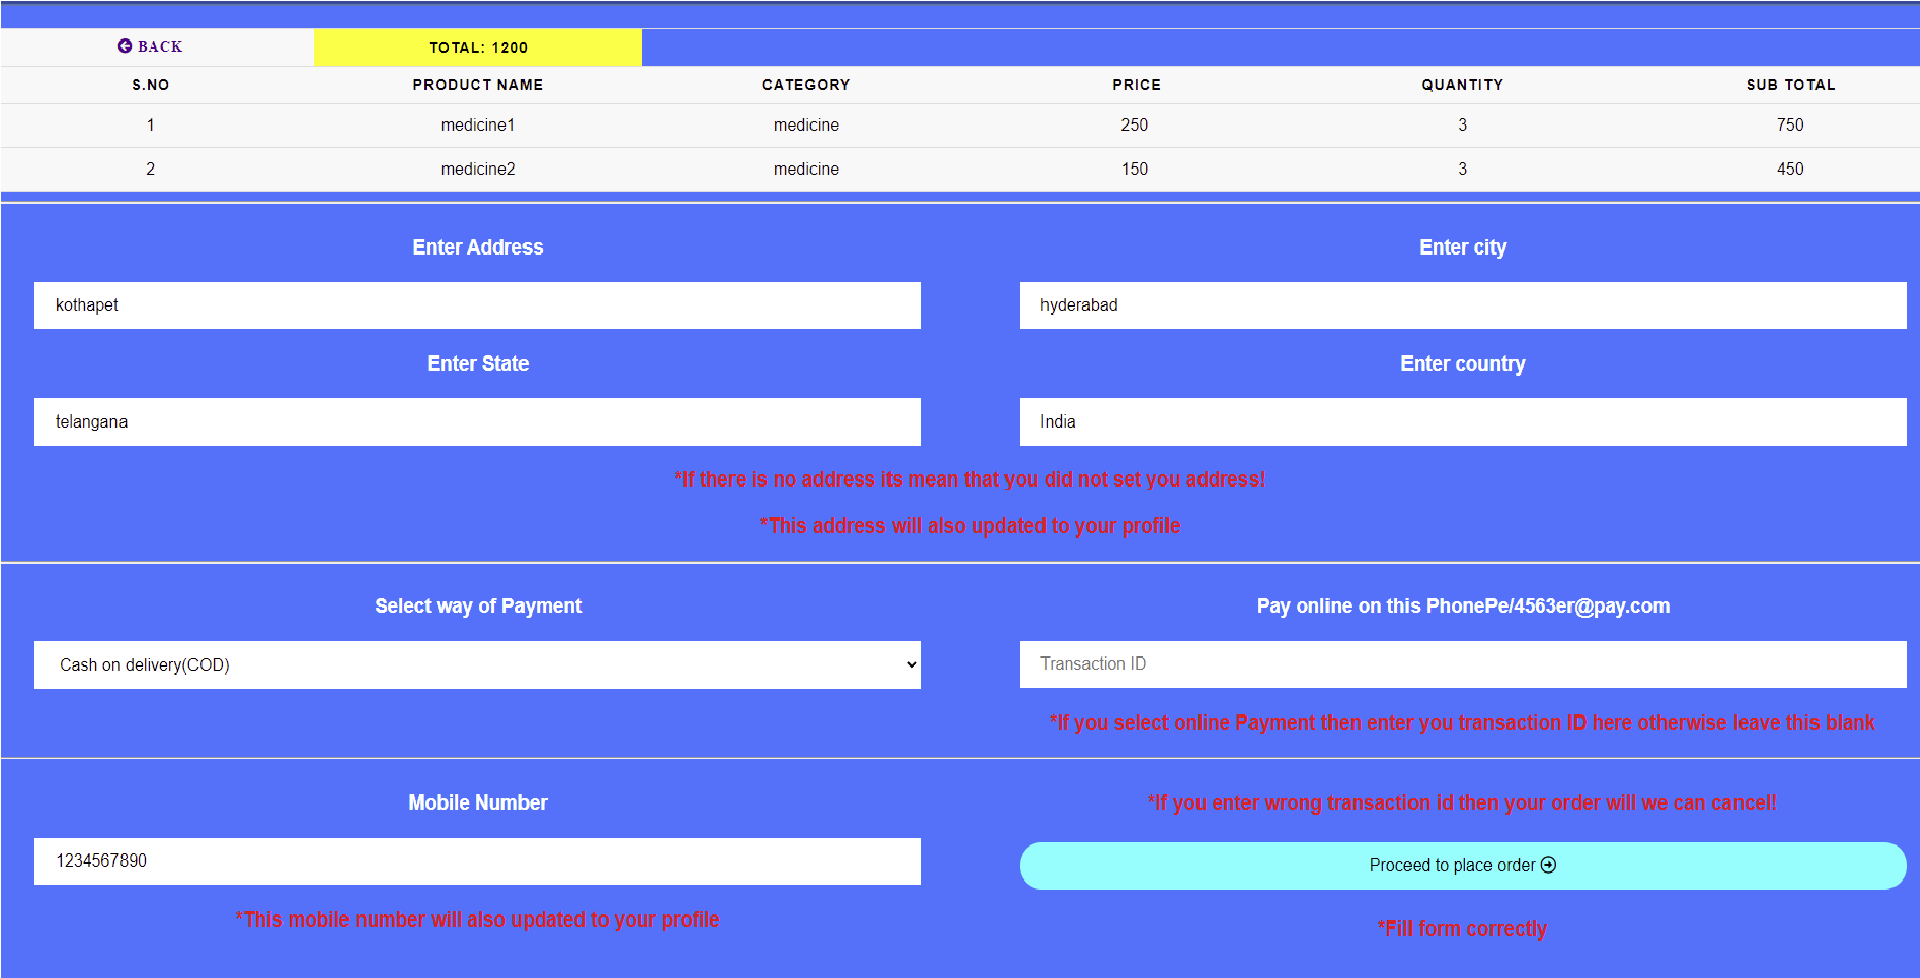 BACK TOTAL: 1200
S.NO PRODUCT NAME CATEGORY PRICE QUANTITY SUB TOTAL
1 medicine1 medicine 250 3 750
2 medicine2 medicine 150 3 450
Enter Address Enter city
kothapet hyderabad
Enter State Enter country
telangana India
*If there is no address its mean that you did not set you address!
*This address will also updated to your profile
Select way of Payment Pay online on this PhonePe/4563er@pay.com
Cash on delivery(COD) Transaction ID
*If you select online Payment then enter you transaction ID here otherwise leave this blank
Mobile Number *If you enter wrong transaction id then your order will we can cancel!
1234567890 Proceed to place order
*This mobile number will also updated to your profile *Fill form correctly